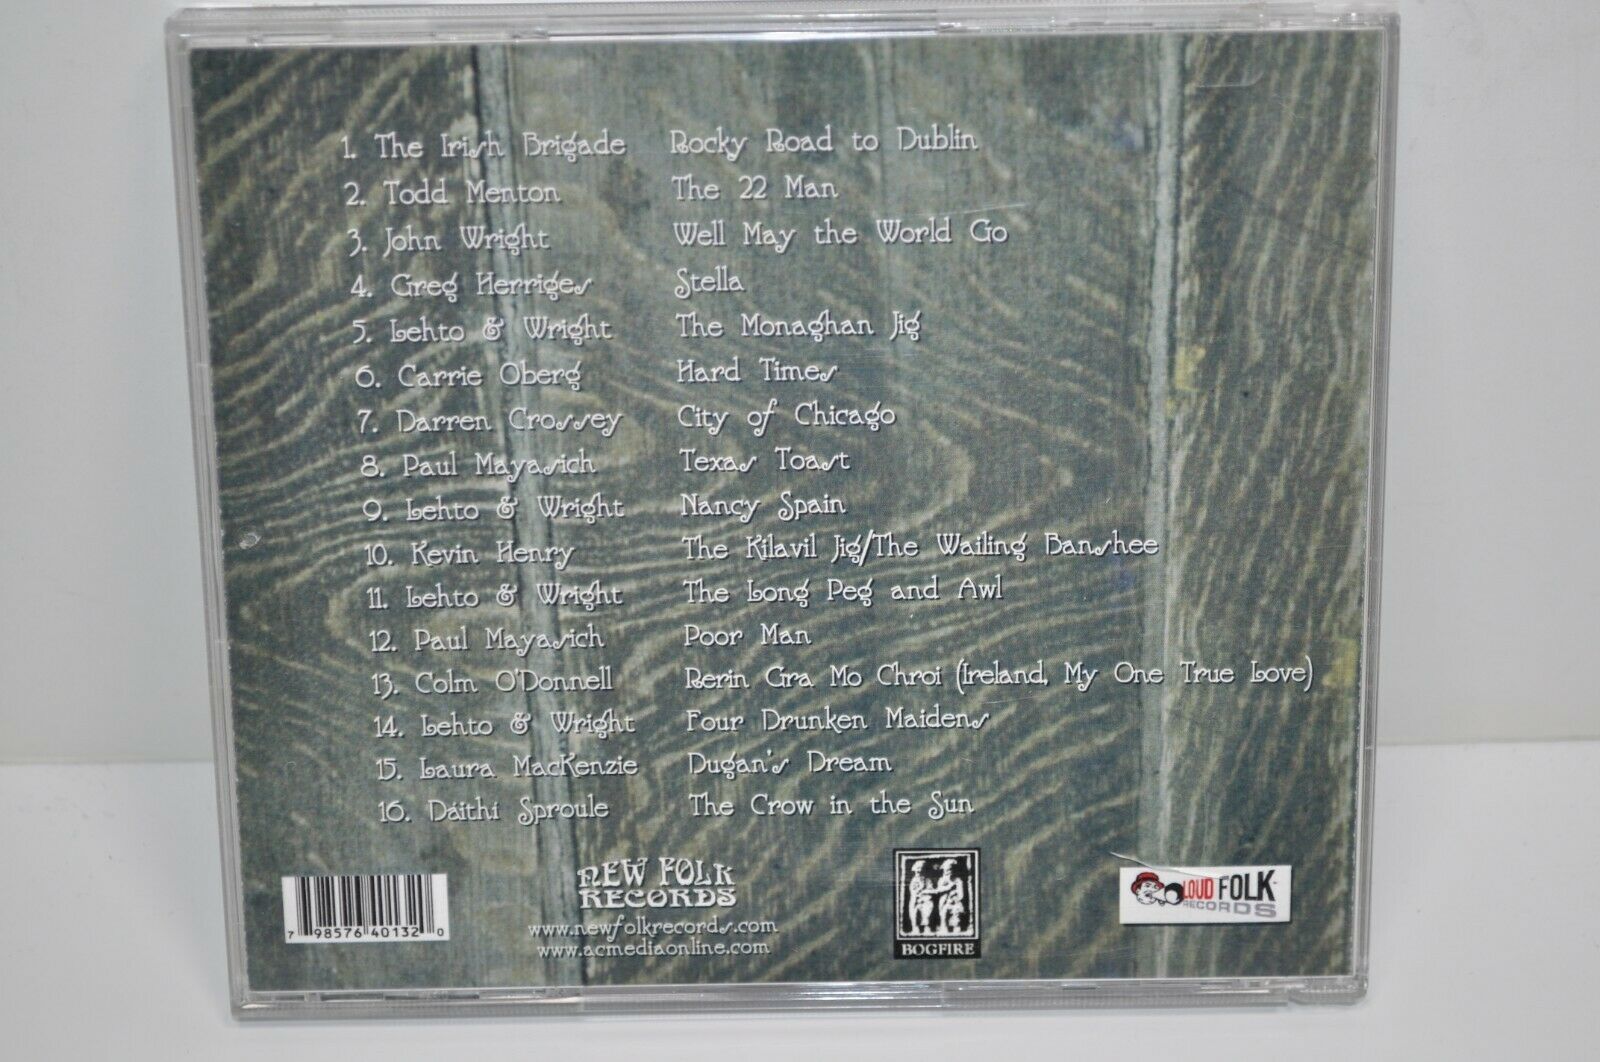 1. The Irish Brigade Rocky Road to Dublin
2. Todd Menton The 22 Man
3. John Wright Well May the World Go
4. Greg Herriges Stella
5. Lehto & Wright The Monaghan Jig
6. Carrie Oberg Hard Times
7. Darren Crossey City of Chicago
8. Paul Mayasich Texas Toast
9. Lehto & Wright Nancy Spain
10. Kevin Henry The Kilavil Jig/The Wailing Banshee
11. Lehto & Wright The Long Peg and Awl
12. Paul Mayasich Poor Man
13. Colm O'Donnell Rerin Gra Mo Chroi (Ireland, My One True Love)
14. Lehto & Wright Four Drunken Maidens
15. Laura MacKenzie Dugan's Dream
16. Dáithí Sproule The Crow in the Sun
7 98576 40132 0
NEW FOLK
RECORDS
www.newfolkrecords.com
www.acmediaonline.com
BOGFIRE
LOUD FOLK
RECORDS